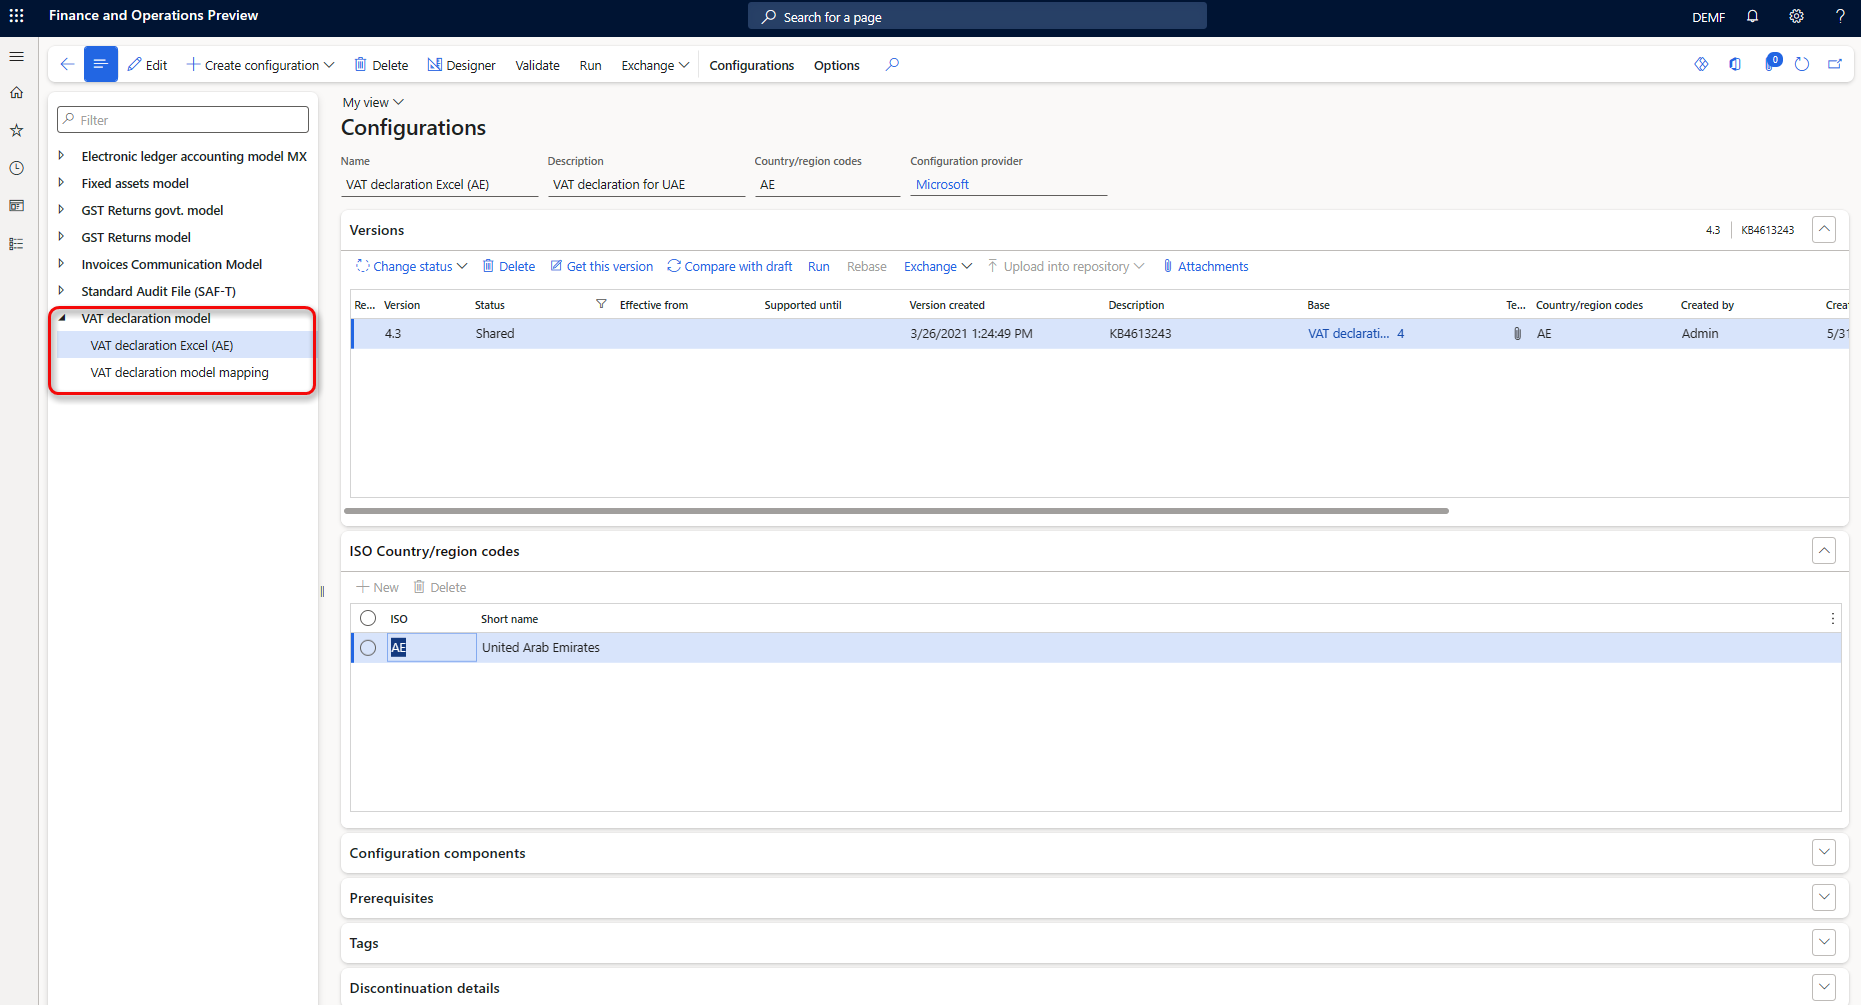 Finance and Operations Preview
Search for a page
DEMF
?
Edit
Create configuration
Delete
Designer
Validate
Run
Exchange
Configurations
Options
0
Filter
Electronic ledger accounting model MX
Fixed assets model
GST Returns govt. model
GST Returns model
Invoices Communication Model
Standard Audit File (SAF-T)
VAT declaration model
VAT declaration Excel (AE)
VAT declaration model mapping
My view
Configurations
Name Description Country/region codes Configuration provider
VAT declaration Excel (AE) VAT declaration for UAE AE Microsoft
Versions 4.3 KB4613243
Change status Delete Get this version Compare with draft Run Rebase Exchange Upload into repository Attachments
Re... Version Status Effective from Supported until Version created Description Base Te... Country/region codes Created by Crea
4.3 Shared 3/26/2021 1:24:49 PM KB4613243 VAT declarati... 4 AE Admin 5/31
ISO Country/region codes
New Delete
ISO Short name
AE United Arab Emirates
Configuration components
Prerequisites
Tags
Discontinuation details